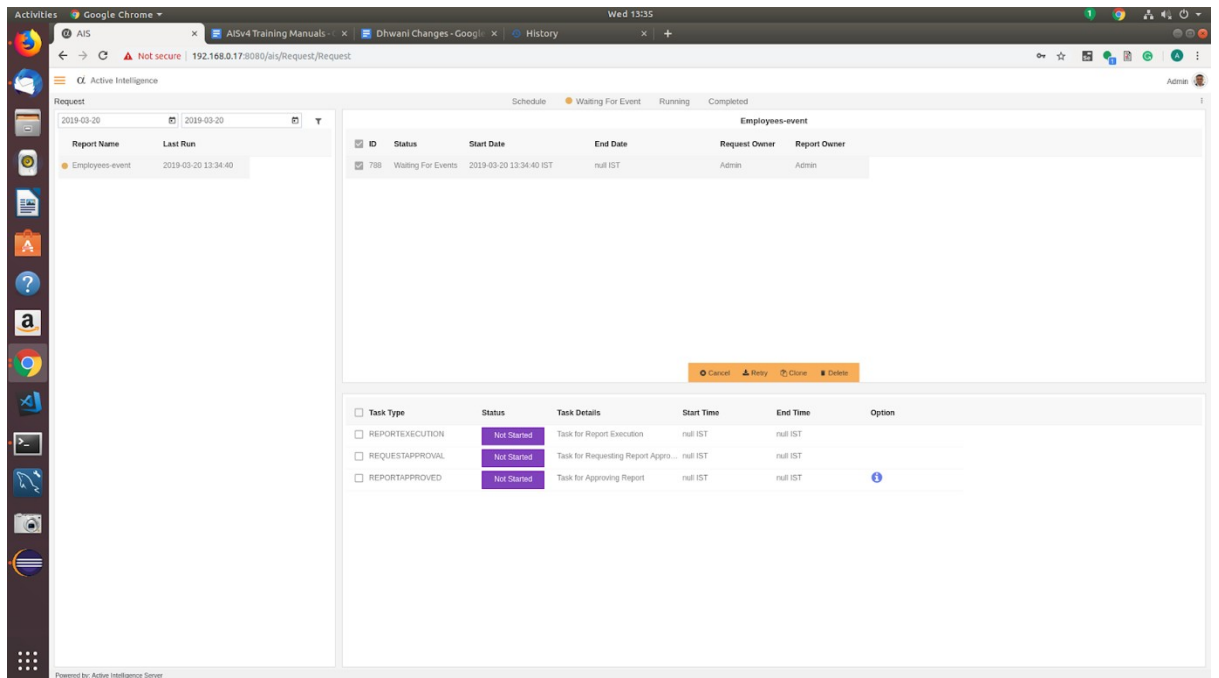 Activities Google Chrome Wed 13:35 1
AIS AISv4 Training Manuals - Dhwani Changes - Google History
Not secure 192.168.0.17:8080/ais/Request/Request
α Active Intelligence Admin
Request Schedule Waiting For Event Running Completed
2019-03-20 2019-03-20 Employees-event
Report Name Last Run ID Status Start Date End Date Request Owner Report Owner
Employees-event 2019-03-20 13:34:40 Waiting For Events 2019-03-20 13:34:40 IST null IST Admin Admin
Cancel Retry Clone Delete
Task Type Status Task Details Start Time End Time Option
REPORTEXECUTION Not Started Task for Report Execution null IST null IST
REQUESTAPPROVAL Not Started Task for Requesting Report Appro... null IST null IST
REPORTAPPROVED Not Started Task for Approving Report null IST null IST
Powered by: Active Intelligence Server